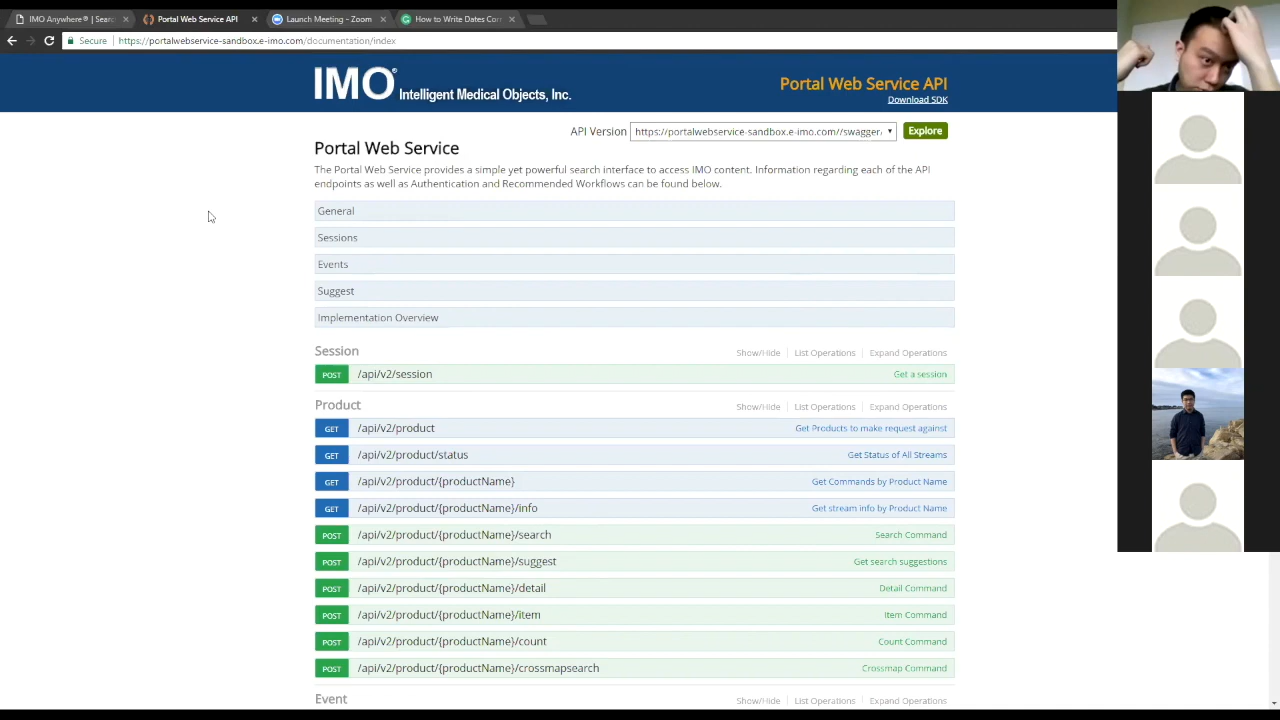 IMO Anywhere® | Searc
Portal Web Service API
Launch Meeting - Zoom
How to Write Dates Corr
Secure
https://portalwebservice-sandbox.e-imo.com/documentation/index
IMO® Intelligent Medical Objects, Inc.
Portal Web Service API
Download SDK
API Version
https://portalwebservice-sandbox.e-imo.com//swagger/
Explore
Portal Web Service
The Portal Web Service provides a simple yet powerful search interface to access IMO content. Information regarding each of the API
endpoints as well as Authentication and Recommended Workflows can be found below.
General
Sessions
Events
Suggest
Implementation Overview
Session Show/Hide List Operations Expand Operations
POST /api/v2/session Get a session
Product Show/Hide List Operations Expand Operations
GET /api/v2/product Get Products to make request against
GET /api/v2/product/status Get Status of All Streams
GET /api/v2/product/{productName} Get Commands by Product Name
GET /api/v2/product/{productName}/info Get stream info by Product Name
POST /api/v2/product/{productName}/search Search Command
POST /api/v2/product/{productName}/suggest Get search suggestions
POST /api/v2/product/{productName}/detail Detail Command
POST /api/v2/product/{productName}/item Item Command
POST /api/v2/product/{productName}/count Count Command
POST /api/v2/product/{productName}/crossmapsearch Crossmap Command
Event Show/Hide List Operations Expand Operations